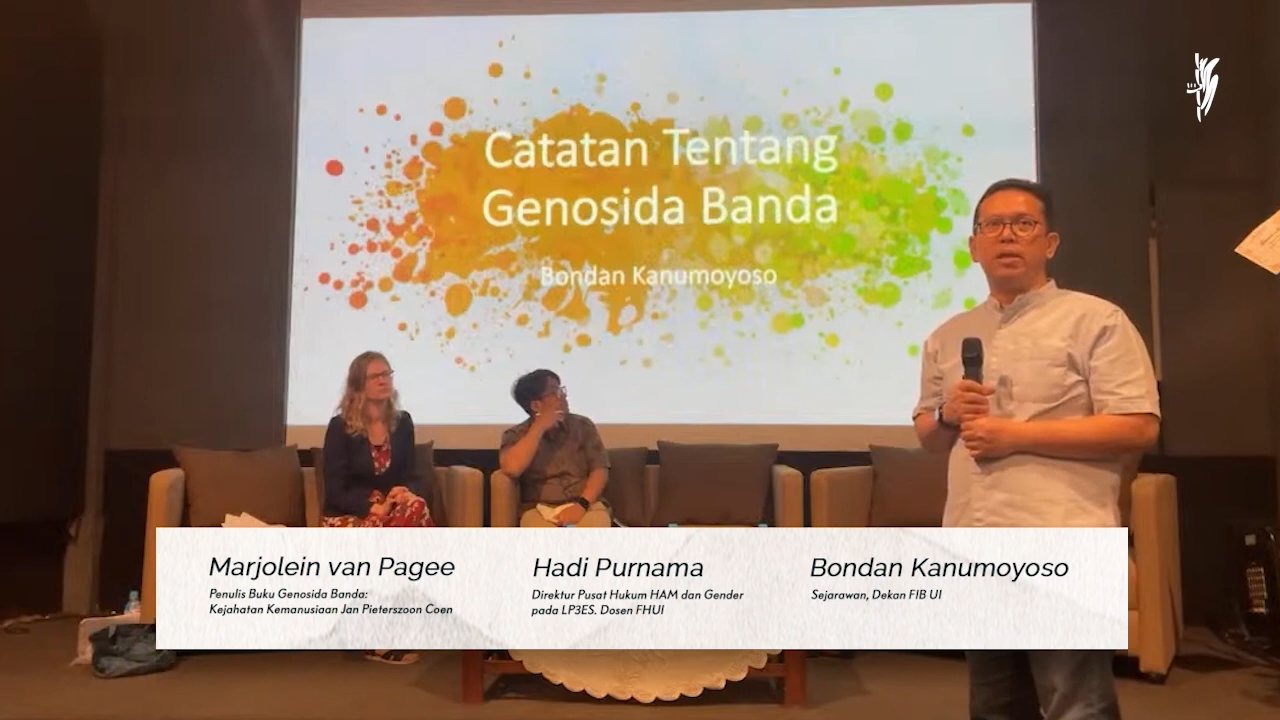 Catatan Tentang
Genosida Banda
Bondan Kanumoyoso
Marjolein van Pagee
Penulis Buku Genosida Banda:
Kejahatan Kemanusiaan Jan Pieterszoon Coen
Hadi Purnama
Direktur Pusat Hukum HAM dan Gender
pada LP3ES. Dosen FHUI
Bondan Kanumoyoso
Sejarawan, Dekan FIB UI